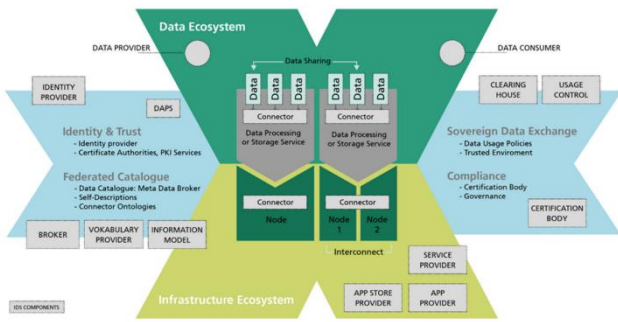 Data Ecosystem
DATA PROVIDER
DATA CONSUMER
Data Sharing
IDENTITY
PROVIDER
DAPS
Data
Data
Data
Data
Data
Data
CLEARING
HOUSE
USAGE
CONTROL
Connector
Connector
Data Processing
or Storage Service
Data Processing
or Storage Service
Identity & Trust
- Identity provider
- Certificate Authorities, PKI Services
Federated Catalogue
- Data Catalogue: Meta Data Broker
- Self-Descriptions
- Connector Ontologies
Sovereign Data Exchange
- Data Usage Policies
- Trusted Enviroment
Compliance
- Certification Body
- Governance
Connector
Node
Connector
Node
1
Node
2
Interconnect
BROKER
VOKABULARY
PROVIDER
INFORMATION
MODEL
CERTIFICATION
BODY
SERVICE
PROVIDER
APP STORE
PROVIDER
APP
PROVIDER
Infrastructure Ecosystem
IDS COMPONENTS